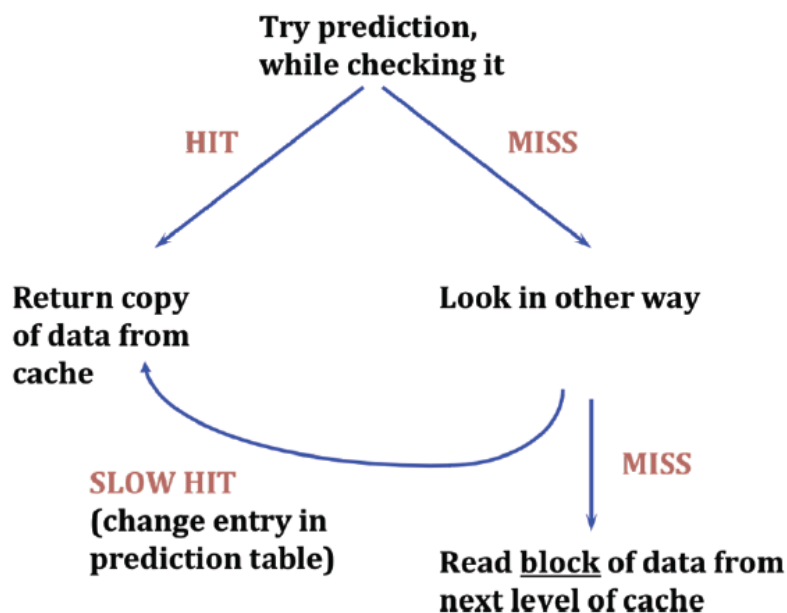 Try prediction,
while checking it
HIT
MISS
Return copy
of data from
cache
Look in other way
SLOW HIT
(change entry in
prediction table)
MISS
Read block of data from
next level of cache